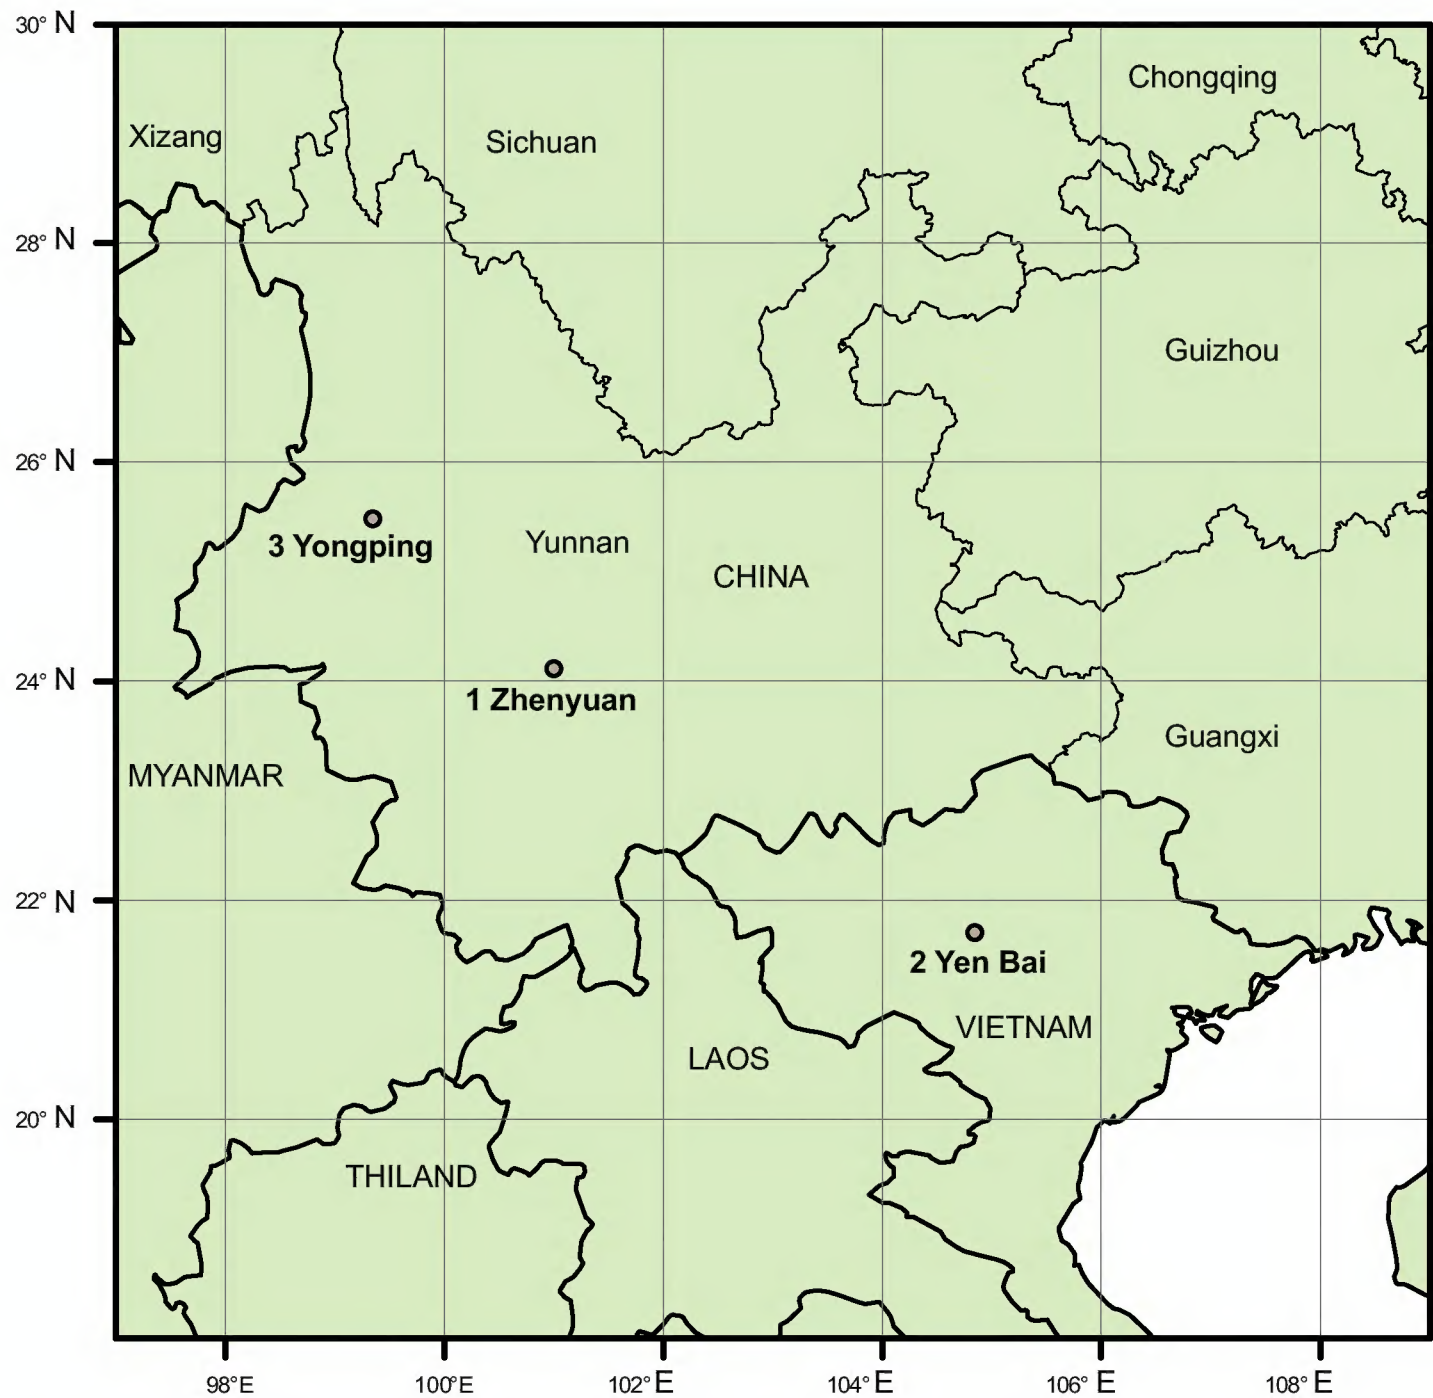 30° N
Chongqing
Xizang
Sichuan
28° N
Guizhou
26° N
3 Yongping
Yunnan
CHINA
24° N
1 Zhenyuan
Guangxi
MYANMAR
22° N
2 Yen Bai
VIETNAM
LAOS
20° N
THILAND
98°E
100°E
102°E
104°E
106°E
108°E